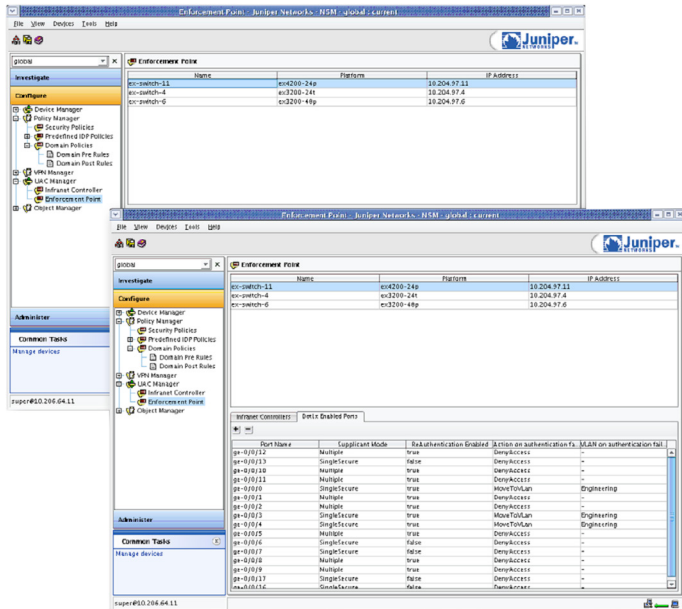 Enforcement Point - Juniper Networks - NSM - global : current
File View Devices Tools Help
Juniper
NETWORKS
global
Enforcement Point
Investigate
Configure
Device Manager
Policy Manager
Security Policies
Predefined IDP Policies
Domain Policies
Domain Pre Rules
Domain Post Rules
VPN Manager
UAC Manager
Infranet Controller
Enforcement Point
Object Manager
Name Platform IP Address
ex-switch-11 ex4200-24p 10.204.97.11
ex-switch-4 ex3200-24t 10.204.97.4
ex-switch-6 ex3200-48p 10.204.97.6
Administer
Common Tasks
Manage devices
super@10.206.64.11
Enforcement Point - Juniper Networks - NSM - global : current
File View Devices Tools Help
Juniper
NETWORKS
global
Enforcement Point
Investigate
Configure
Device Manager
Policy Manager
Security Policies
Predefined IDP Policies
Domain Policies
Domain Pre Rules
Domain Post Rules
VPN Manager
UAC Manager
Infranet Controller
Enforcement Point
Object Manager
Name Platform IP Address
ex-switch-11 ex4200-24p 10.204.97.11
ex-switch-4 ex3200-24t 10.204.97.4
ex-switch-6 ex3200-48p 10.204.97.6
Infranet Controllers Dot1x Enabled Ports
Port Name Supplicant Mode ReAuthentication Enabled Action on authentication fa.. VLAN on authentication fail..
ge-0/0/12 Multiple true DenyAccess -
ge-0/0/13 SingleSecure false DenyAccess -
ge-0/0/10 Multiple true DenyAccess -
ge-0/0/11 Multiple true DenyAccess -
ge-0/0/0 SingleSecure true MoveToVLan Engineering
ge-0/0/1 Multiple true DenyAccess -
ge-0/0/2 Multiple true DenyAccess -
ge-0/0/3 SingleSecure true MoveToVLan Engineering
ge-0/0/4 SingleSecure true MoveToVLan Engineering
ge-0/0/5 Multiple true DenyAccess -
ge-0/0/6 SingleSecure false DenyAccess -
ge-0/0/7 SingleSecure false DenyAccess -
ge-0/0/8 Multiple true DenyAccess -
ge-0/0/9 Multiple true DenyAccess -
ge-0/0/17 SingleSecure false DenyAccess -
ge-0/0/16 SingleSecure false DenyAccess -
Administer
Common Tasks
Manage devices
super@10.206.64.11